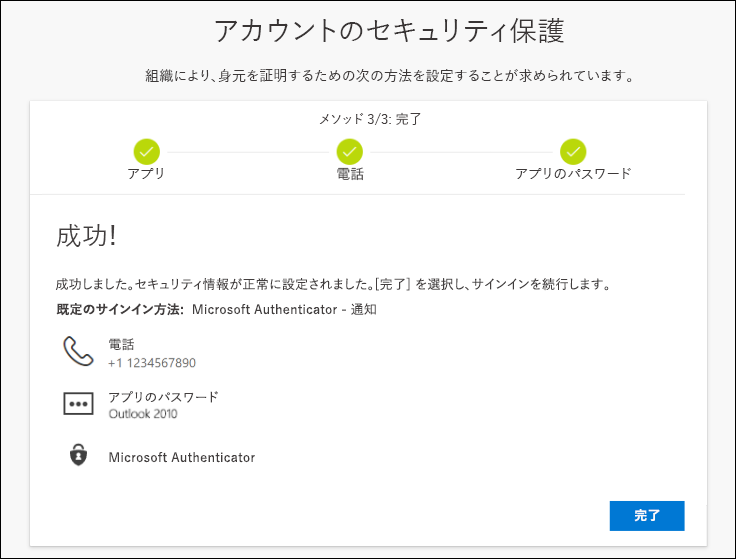 アカウントのセキュリティ保護
組織により、身元を証明するための次の方法を設定することが求められています。
メソッド 3/3: 完了
アプリ
電話
アプリのパスワード
成功!
成功しました。セキュリティ情報が正常に設定されました。[完了] を選択し、サインインを続行します。
既定のサインイン方法: Microsoft Authenticator - 通知
電話
+1 1234567890
アプリのパスワード
Outlook 2010
Microsoft Authenticator
完了